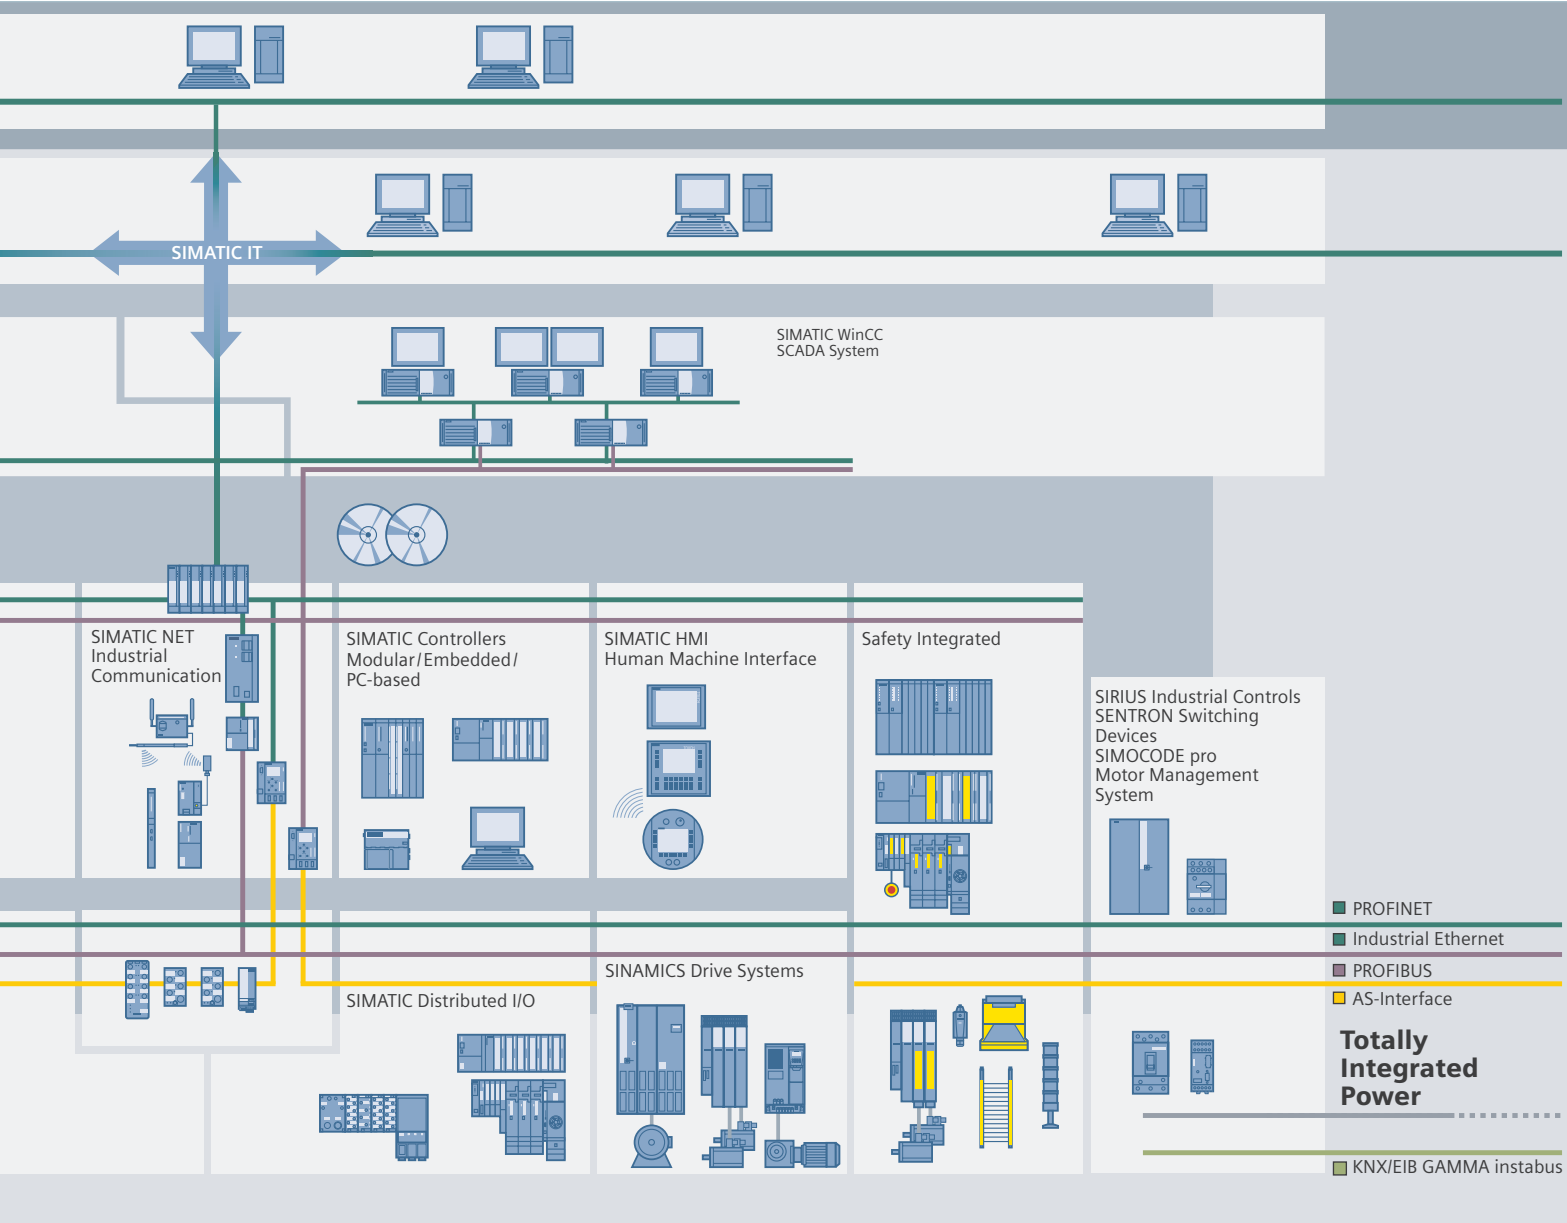 SIMATIC IT
SIMATIC WinCC
SCADA System
SIMATIC NET
Industrial
Communication
SIMATIC Controllers
Modular/Embedded/
PC-based
SIMATIC HMI
Human Machine Interface
Safety Integrated
SIRIUS Industrial Controls
SENTRON Switching
Devices
SIMOCODE pro
Motor Management
System
PROFINET
Industrial Ethernet
PROFIBUS
AS-Interface
SINAMICS Drive Systems
SIMATIC Distributed I/O
Totally
Integrated
Power
KNX/EIB GAMMA instabus